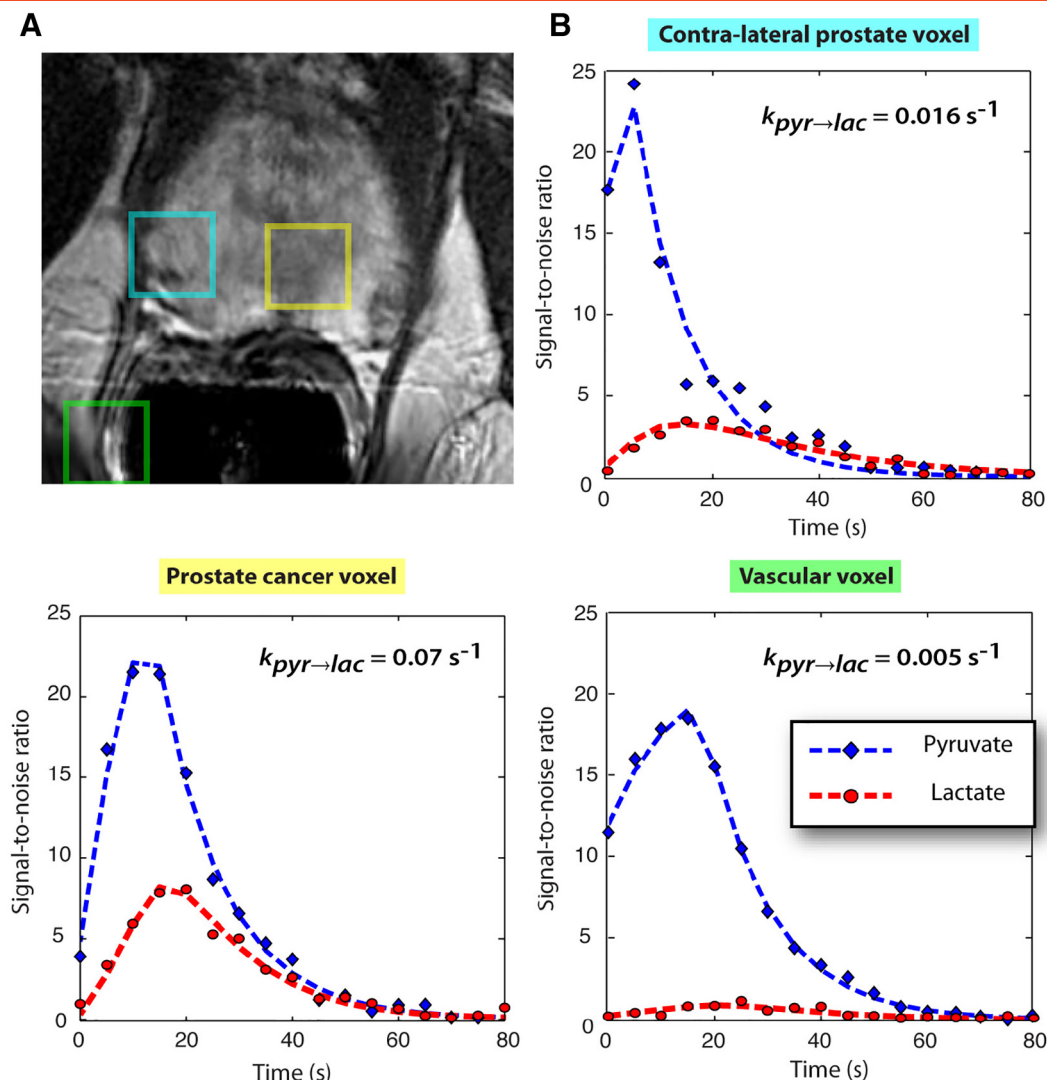 A
B
Contra-lateral prostate voxel
kpyr→lac = 0.016 s-1
Signal-to-noise ratio
25
20
15
10
5
0
0 20 40 60 80
Time (s)
Prostate cancer voxel
kpyr→lac = 0.07 s-1
Signal-to-noise ratio
25
20
15
10
5
0
0 20 40 60 80
Time (s)
Vascular voxel
kpyr→lac = 0.005 s-1
Signal-to-noise ratio
25
20
15
10
5
0
0 20 40 60 80
Time (s)
Pyruvate
Lactate